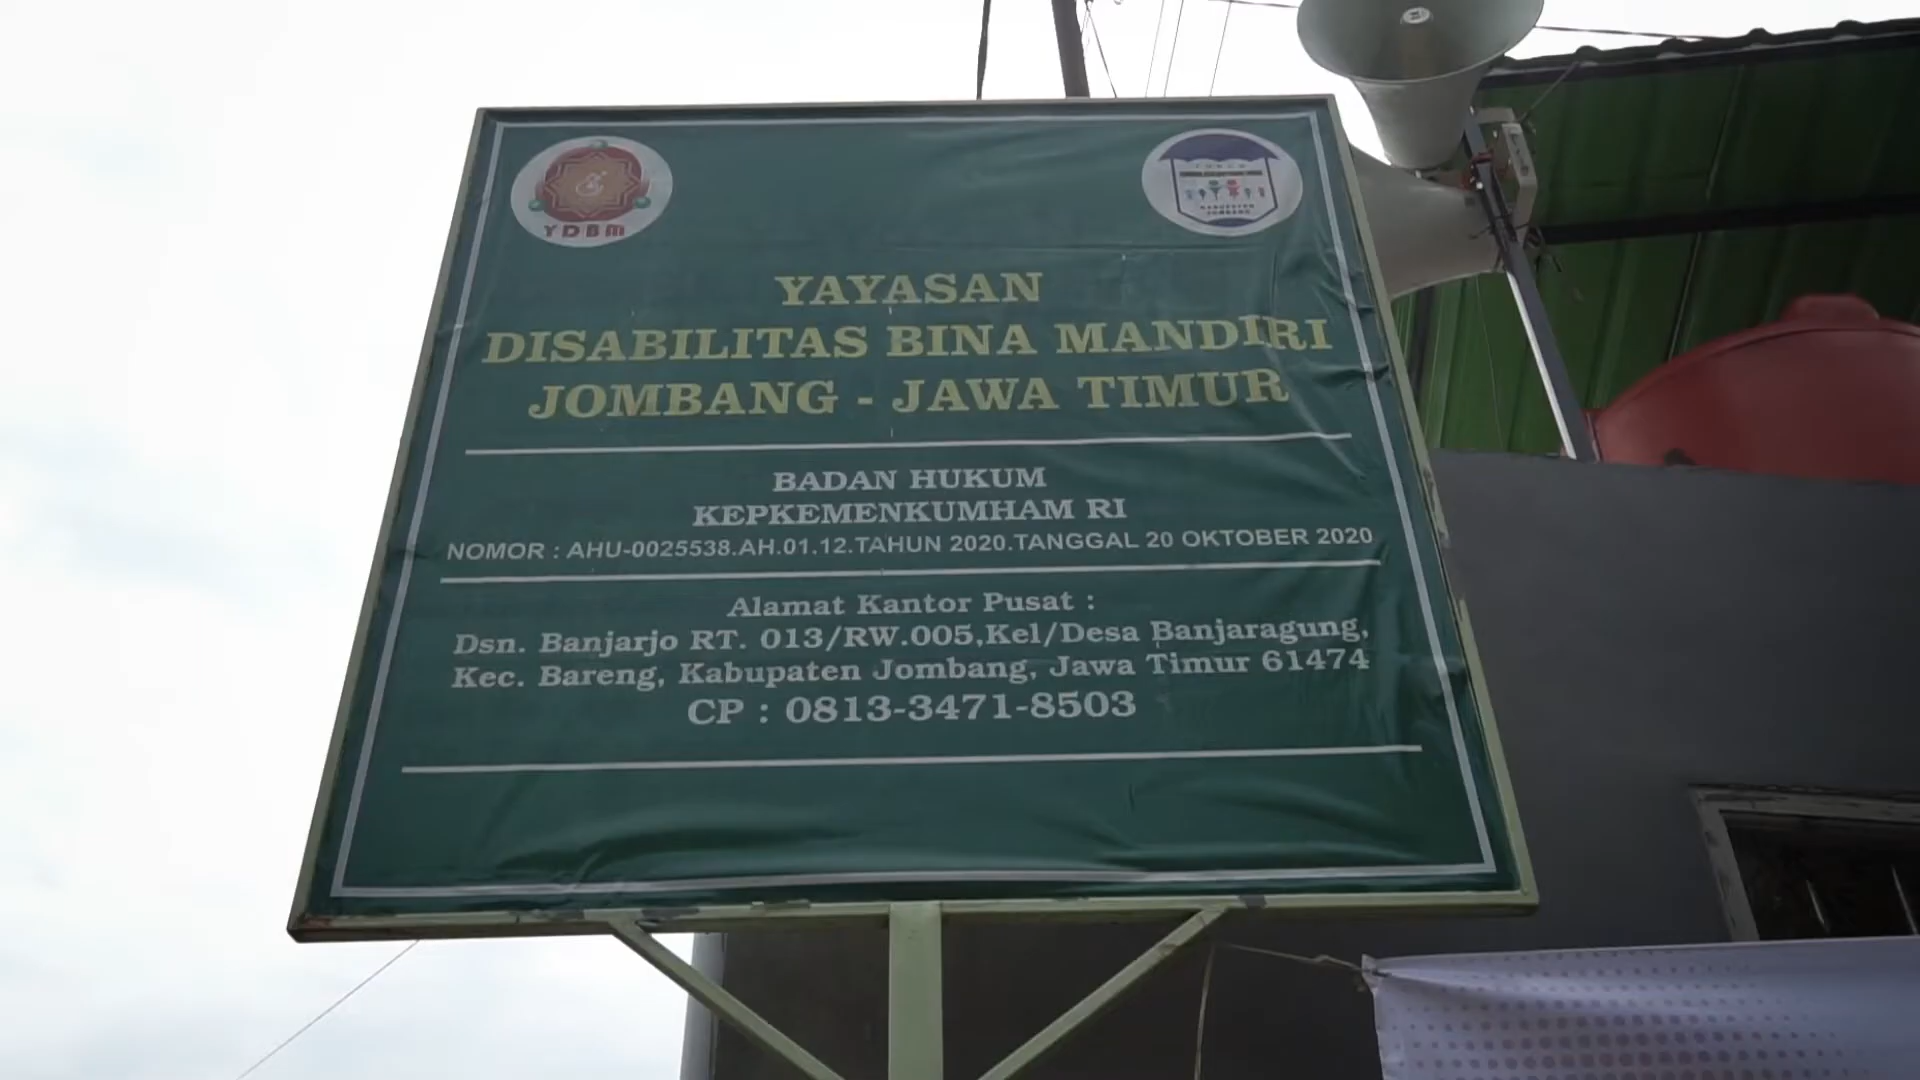 YDBM
KABUPATEN
JOMBANG
YAYASAN
DISABILITAS BINA MANDIRI
JOMBANG - JAWA TIMUR
BADAN HUKUM
KEPKEMENKUMHAM RI
NOMOR : AHU-0025538.AH.01.12.TAHUN 2020.TANGGAL 20 OKTOBER 2020
Alamat Kantor Pusat :
Dsn. Banjarjo RT. 013/RW.005,Kel/Desa Banjaragung,
Kec. Bareng, Kabupaten Jombang, Jawa Timur 61474
CP : 0813-3471-8503